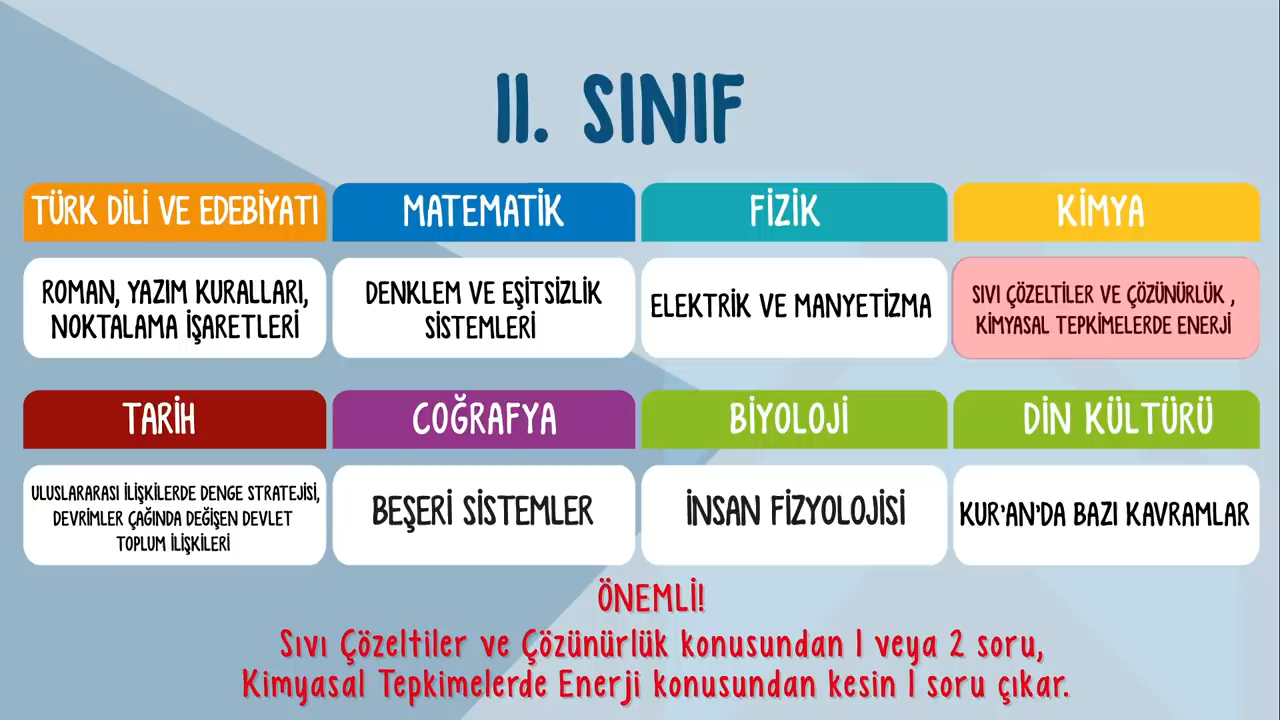 11. SINIF
TÜRK DİLİ VE EDEBİYATI
MATEMATİK
FİZİK
KİMYA
ROMAN, YAZIM KURALLARI,
NOKTALAMA İŞARETLERİ
DENKLEM VE EŞİTSİZLİK
SİSTEMLERİ
ELEKTRİK VE MANYETİZMA
SIVI ÇÖZELTİLER VE ÇÖZÜNÜRLÜK ,
KİMYASAL TEPKİMELERDE ENERJİ
TARİH
COĞRAFYA
BİYOLOJİ
DİN KÜLTÜRÜ
ULUSLARARASI İLİŞKİLERDE DENGE STRATEJİSİ,
DEVRİMLER ÇAĞINDA DEĞİŞEN DEVLET
TOPLUM İLİŞKİLERİ
BEŞERİ SİSTEMLER
İNSAN FİZYOLOJİSİ
KUR'AN'DA BAZI KAVRAMLAR
ÖNEMLİ!
Sıvı Çözeltiler ve Çözünürlük konusundan 1 veya 2 soru,
Kimyasal Tepkimelerde Enerji konusundan kesin 1 soru çıkar.